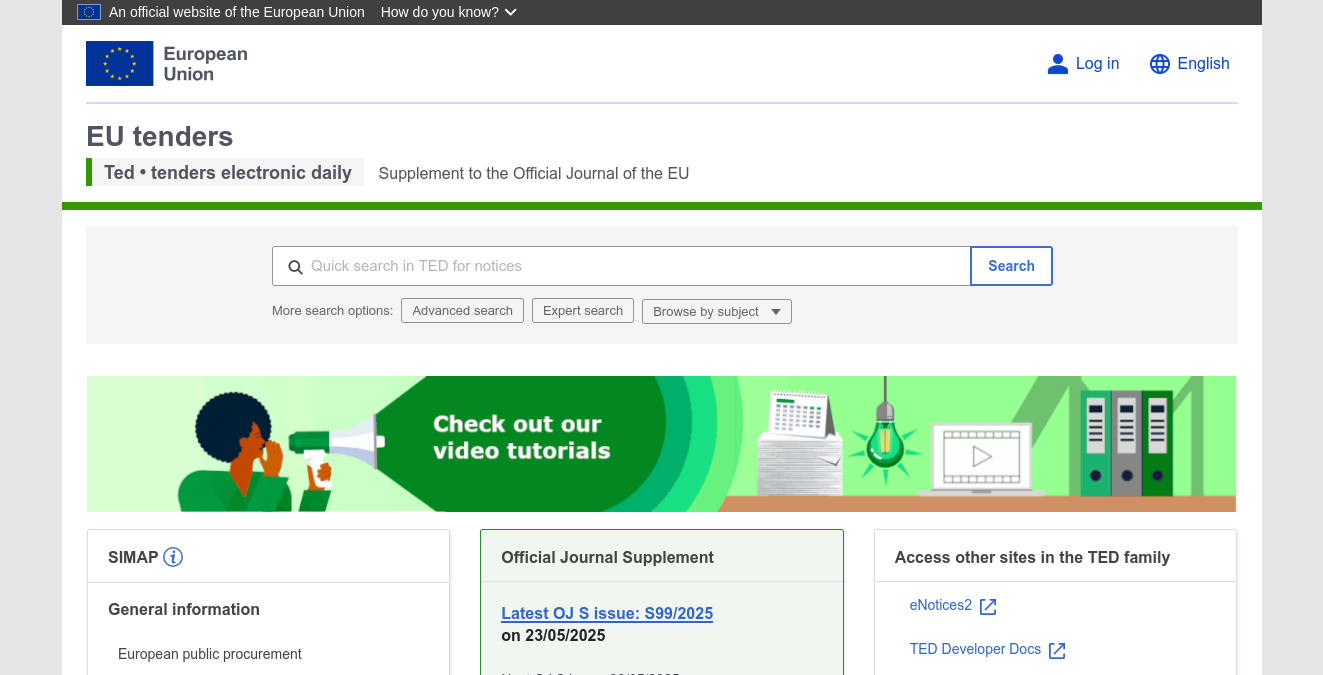 An official website of the European Union How do you know?
European
Union
Log in
English
EU tenders
Ted • tenders electronic daily
Supplement to the Official Journal of the EU
Quick search in TED for notices
Search
More search options:
Advanced search
Expert search
Browse by subject
Check out our
video tutorials
SIMAP
General information
European public procurement
Official Journal Supplement
Latest OJ S issue: S99/2025
on 23/05/2025
Access other sites in the TED family
eNotices2
TED Developer Docs